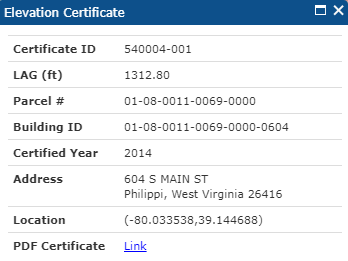 Elevation Certificate
Certificate ID 540004-001
LAG (ft) 1312.80
Parcel # 01-08-0011-0069-0000
Building ID 01-08-0011-0069-0000-0604
Certified Year 2014
Address 604 S MAIN ST
Philippi, West Virginia 26416
Location (-80.033538,39.144688)
PDF Certificate Link